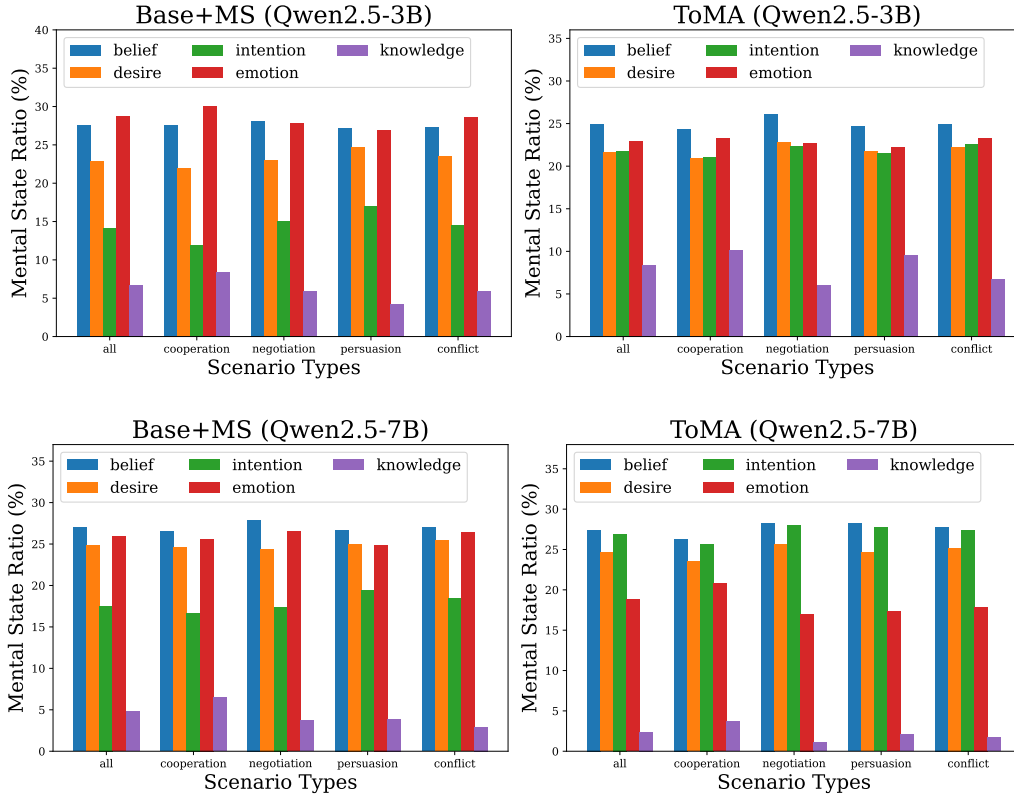 Base+MS (Qwen2.5-3B)
belief
intention
knowledge
desire
emotion
Mental State Ratio (%)
40
35
30
25
20
15
10
5
0
all
cooperation
negotiation
persuasion
conflict
Scenario Types
ToMA (Qwen2.5-3B)
belief
intention
knowledge
desire
emotion
Mental State Ratio (%)
35
30
25
20
15
10
5
0
all
cooperation
negotiation
persuasion
conflict
Scenario Types
Base+MS (Qwen2.5-7B)
belief
intention
knowledge
desire
emotion
Mental State Ratio (%)
35
30
25
20
15
10
5
0
all
cooperation
negotiation
persuasion
conflict
Scenario Types
ToMA (Qwen2.5-7B)
belief
intention
knowledge
desire
emotion
Mental State Ratio (%)
35
30
25
20
15
10
5
0
all
cooperation
negotiation
persuasion
conflict
Scenario Types